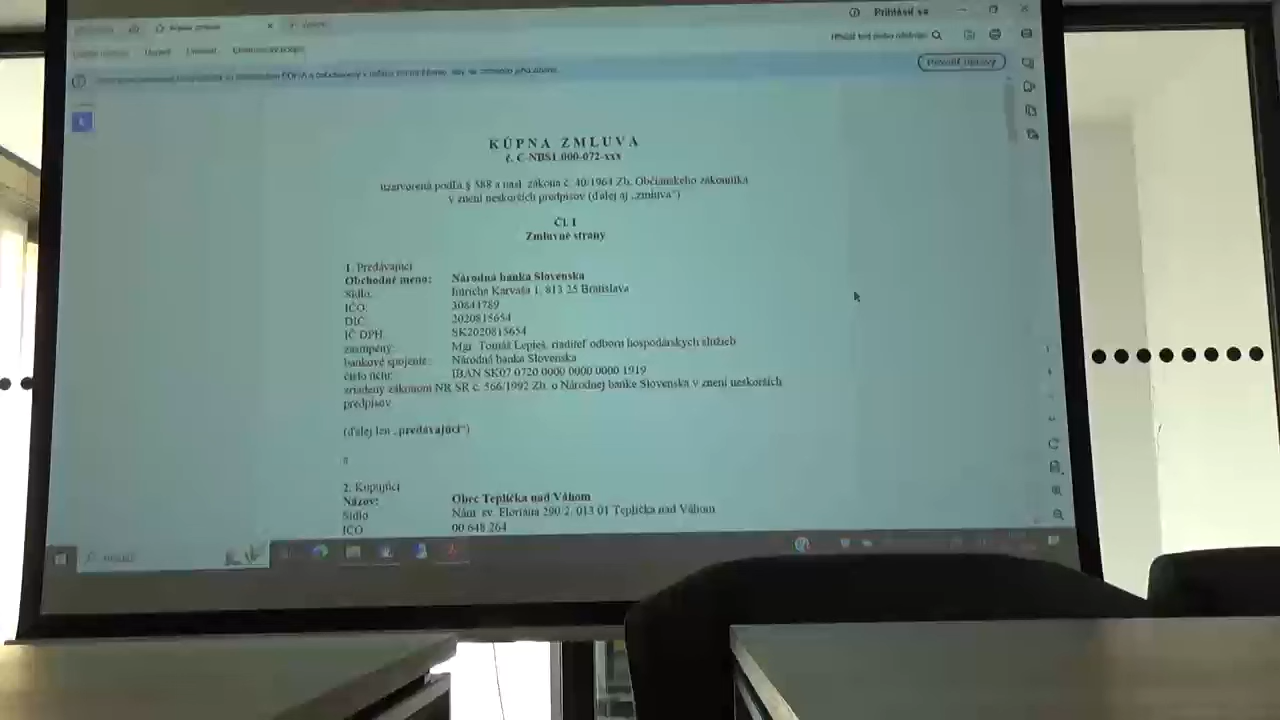 Prihlásiť sa
Povoliť úpravy
KÚPNA ZMLUVA
č. C-NBS1-000-072-xxx
uzatvorená podľa § 588 a nasl. zákona č. 40/1964 Zb. Občianskeho zákonníka
v znení neskorších predpisov (ďalej aj „zmluva“)
Čl. I
Zmluvné strany
1. Predávajúci
Obchodné meno: Národná banka Slovenska
Sídlo: Imricha Karvaša 1, 813 25 Bratislava
IČO: 30844789
DIČ: 2020815654
IČ DPH: SK2020815654
zastúpený: Mgr. Tomáš Lepieš, riaditeľ odboru hospodárskych služieb
bankové spojenie: Národná banka Slovenska
číslo účtu: IBAN SK07 0720 0000 0000 0000 1919
zriadený zákonom NR SR č. 566/1992 Zb. o Národnej banke Slovenska v znení neskorších
predpisov
(ďalej len „predávajúci“)
a
2. Kupujúci
Názov: Obec Teplička nad Váhom
Sídlo Nám. sv. Floriána 290/2, 013 01 Teplička nad Váhom
IČO 00 648 264